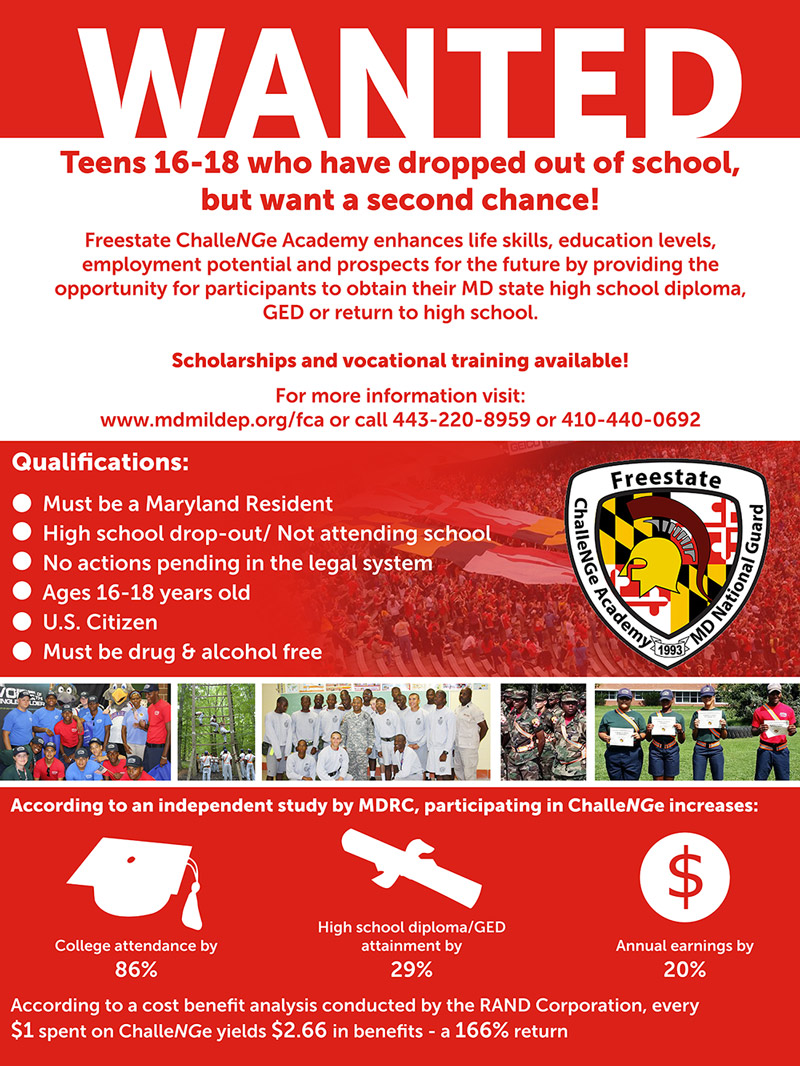 WANTED
Teens 16-18 who have dropped out of school,
but want a second chance!
Freestate ChalleNGe Academy enhances life skills, education levels,
employment potential and prospects for the future by providing the
opportunity for participants to obtain their MD state high school diploma,
GED or return to high school.
Scholarships and vocational training available!
For more information visit:
www.mdmildep.org/fca or call 443-220-8959 or 410-440-0692
Qualifications:
Must be a Maryland Resident
High school drop-out/ Not attending school
No actions pending in the legal system
Ages 16-18 years old
U.S. Citizen
Must be drug & alcohol free
Freestate
ChalleNGe Academy
MD National Guard
1993
According to an independent study by MDRC, participating in ChalleNGe increases:
College attendance by
86%
High school diploma/GED
attainment by
29%
$
Annual earnings by
20%
According to a cost benefit analysis conducted by the RAND Corporation, every
$1 spent on ChalleNGe yields $2.66 in benefits - a 166% return